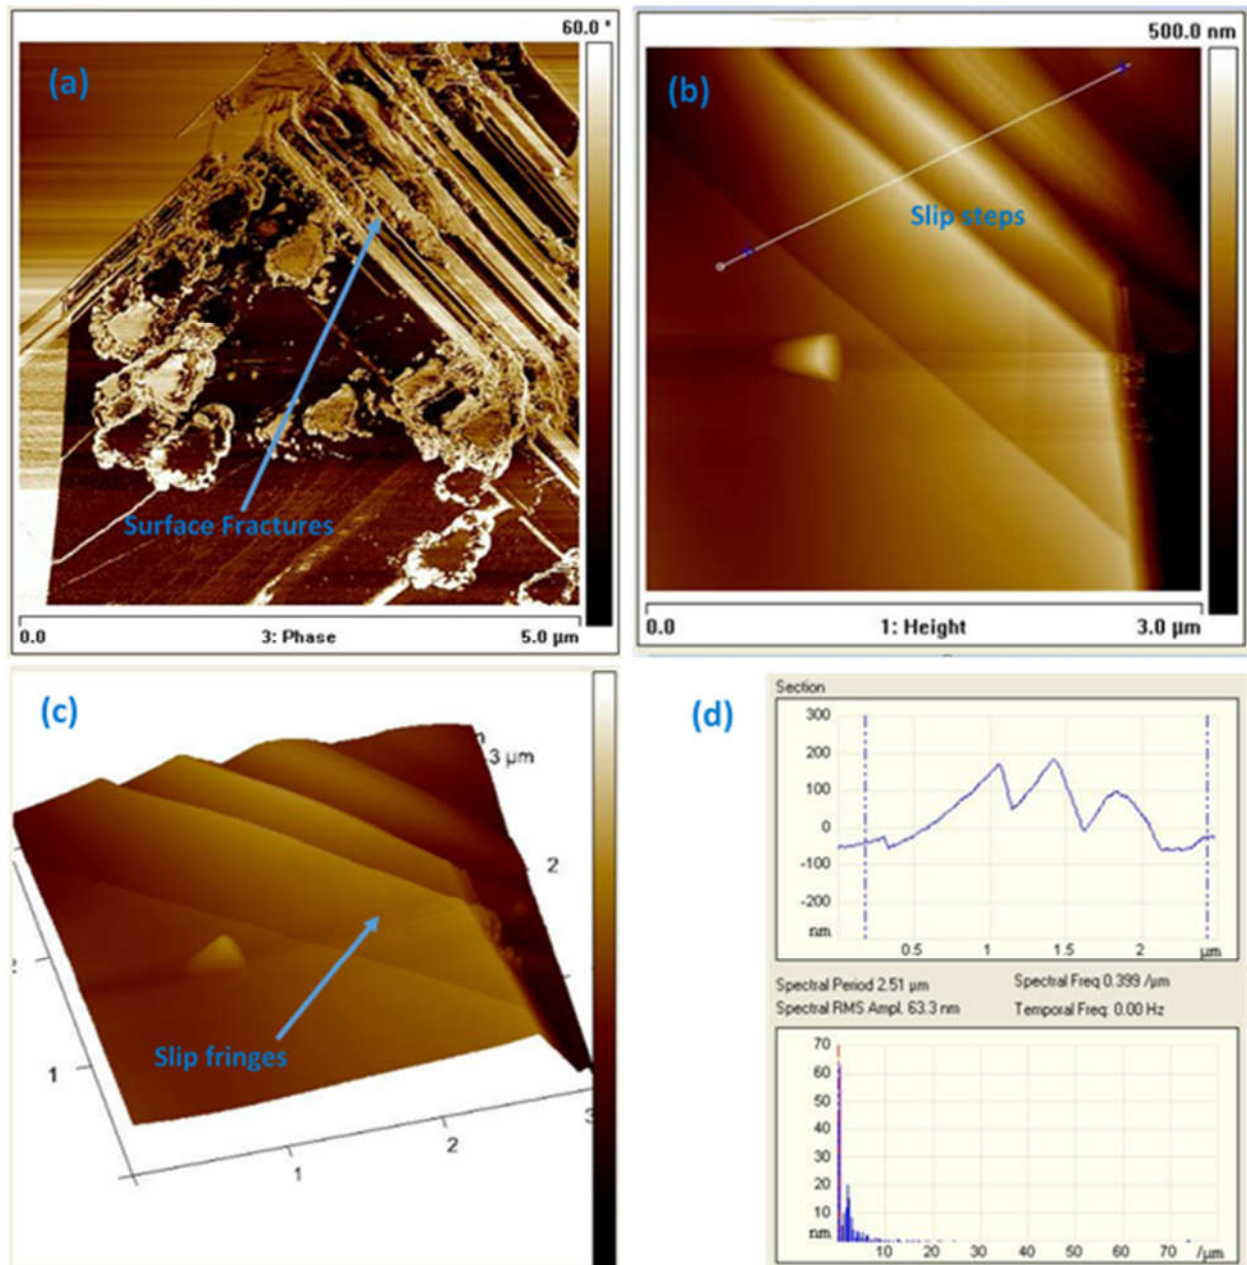 60.0 °
(a)
Surface Fractures
0.0 3: Phase 5.0 µm
500.0 nm
(b)
Slip steps
0.0 1: Height 3.0 µm
(c)
3 µm
2
1
Slip fringes
1
2
(d)
Section
300
200
100
0
-100
-200
nm
0.5 1 1.5 2 µm
Spectral Period 2.51 µm Spectral Freq 0.399 /µm
Spectral RMS Ampl. 63.3 nm Temporal Freq: 0.00 Hz
70
60
50
40
30
20
10
nm
10 20 30 40 50 60 70 /µm